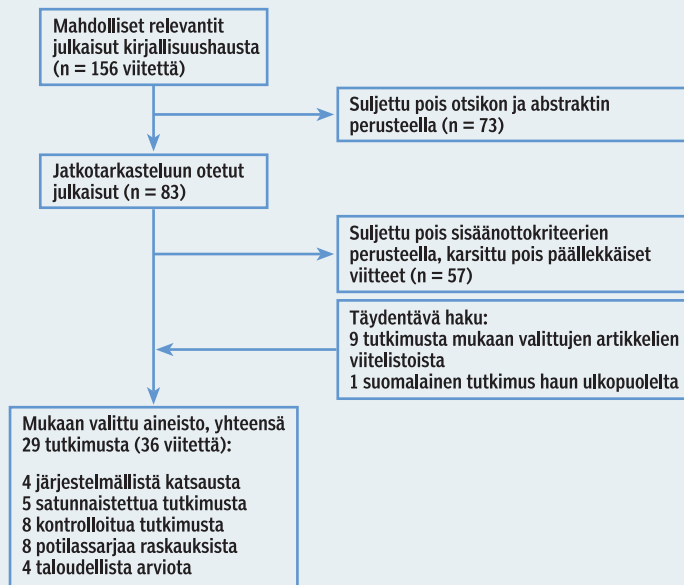 Mahdolliset relevantit
julkaisut kirjallisuushausta
(n = 156 viitettä)
Suljettu pois otsikon ja abstraktin
perusteella (n = 73)
Jatkotarkasteluun otetut
julkaisut (n = 83)
Suljettu pois sisäänottokriteerien
perusteella, karsittu pois päällekkäiset
viitteet (n = 57)
Täydentävä haku:
9 tutkimusta mukaan valittujen artikkelien
viitelistoista
1 suomalainen tutkimus haun ulkopuolelta
Mukaan valittu aineisto, yhteensä
29 tutkimusta (36 viitettä):
4 järjestelmällistä katsausta
5 satunnaistettua tutkimusta
8 kontrolloitua tutkimusta
8 potilassarjaa raskauksista
4 taloudellista arviota